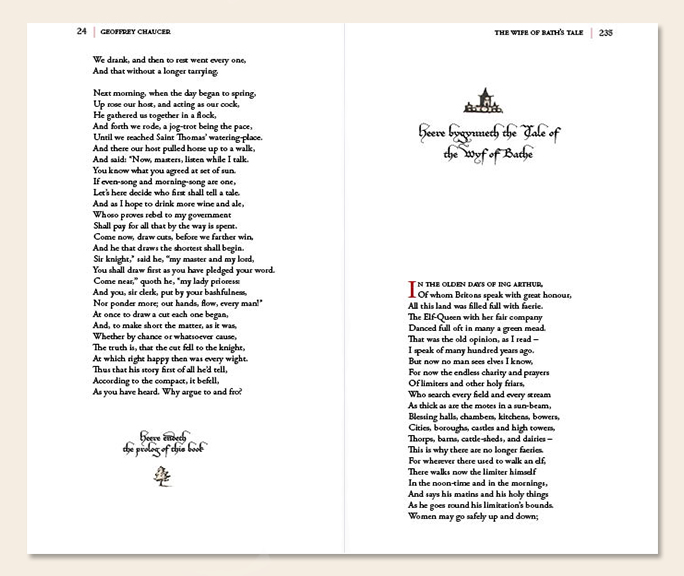 24 | GEOFFREY CHAUCER
We drank, and then to rest went every one,
And that without a longer tarrying.
Next morning, when the day began to spring,
Up rose our host, and acting as our cock,
He gathered us together in a flock,
And forth we rode, a jog-trot being the pace,
Until we reached Saint Thomas' watering-place.
And there our host pulled horse up to a walk,
And said: "Now, masters, listen while I talk.
You know what you agreed at set of sun.
If even-song and morning-song are one,
Let's here decide who first shall tell a tale.
And as I hope to drink more wine and ale,
Whoso proves rebel to my government
Shall pay for all that by the way is spent.
Come now, draw cuts, before we farther win,
And he that draws the shortest shall begin.
Sir knight," said he, "my master and my lord,
You shall draw first as you have pledged your word.
Come near," quoth he, "my lady prioress:
And you, sir clerk, put by your bashfulness,
Nor ponder more; out hands, flow, every man!"
At once to draw a cut each one began,
And, to make short the matter, as it was,
Whether by chance or whatsoever cause,
The truth is, that the cut fell to the knight,
At which right happy then was every wight.
Thus that his story first of all he'd tell,
According to the compact, it befell,
As you have heard. Why argue to and fro?
heere endeth
the prolog of this book
THE WIFE OF BATH'S TALE | 235
heere bygynneth the Tale of
the Wyf of Bathe
IN THE OLDEN DAYS OF ING ARTHUR,
Of whom Britons speak with great honour,
All this land was filled full with faerie.
The Elf-Queen with her fair company
Danced full oft in many a green mead.
That was the old opinion, as I read –
I speak of many hundred years ago.
But now no man sees elves I know,
For now the endless charity and prayers
Of limiters and other holy friars,
Who search every field and every stream
As thick as are the motes in a sun-beam,
Blessing halls, chambers, kitchens, bowers,
Cities, boroughs, castles and high towers,
Thorps, barns, cattle-sheds, and dairies –
This is why there are no longer faeries.
For wherever there used to walk an elf,
There walks now the limiter himself
In the noon-time and in the mornings,
And says his matins and his holy things
As he goes round his limitation's bounds.
Women may go safely up and down;